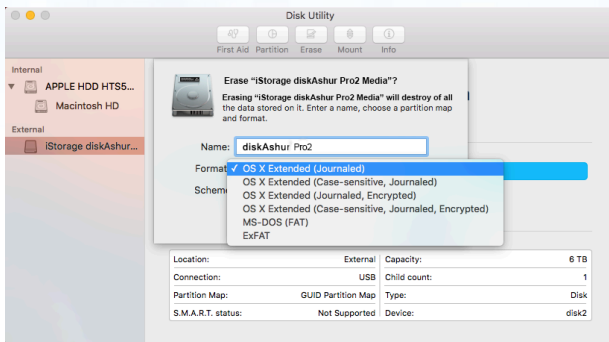 Disk Utility
First Aid Partition Erase Mount Info
Internal
APPLE HDD HTS5...
Macintosh HD
External
iStorage diskAshur...
Erase “iStorage diskAshur Pro2 Media”?
Erasing “iStorage diskAshur Pro2 Media” will destroy of all
the data stored on it. Enter a name, choose a partition map
and format.
Name: diskAshur Pro2
Format
✓ OS X Extended (Journaled)
OS X Extended (Case-sensitive, Journaled)
Schem
OS X Extended (Journaled, Encrypted)
OS X Extended (Case-sensitive, Journaled, Encrypted)
MS-DOS (FAT)
ExFAT
Location: External Capacity: 6 TB
Connection: USB Child count: 1
Partition Map: GUID Partition Map Type: Disk
S.M.A.R.T. status: Not Supported Device: disk2